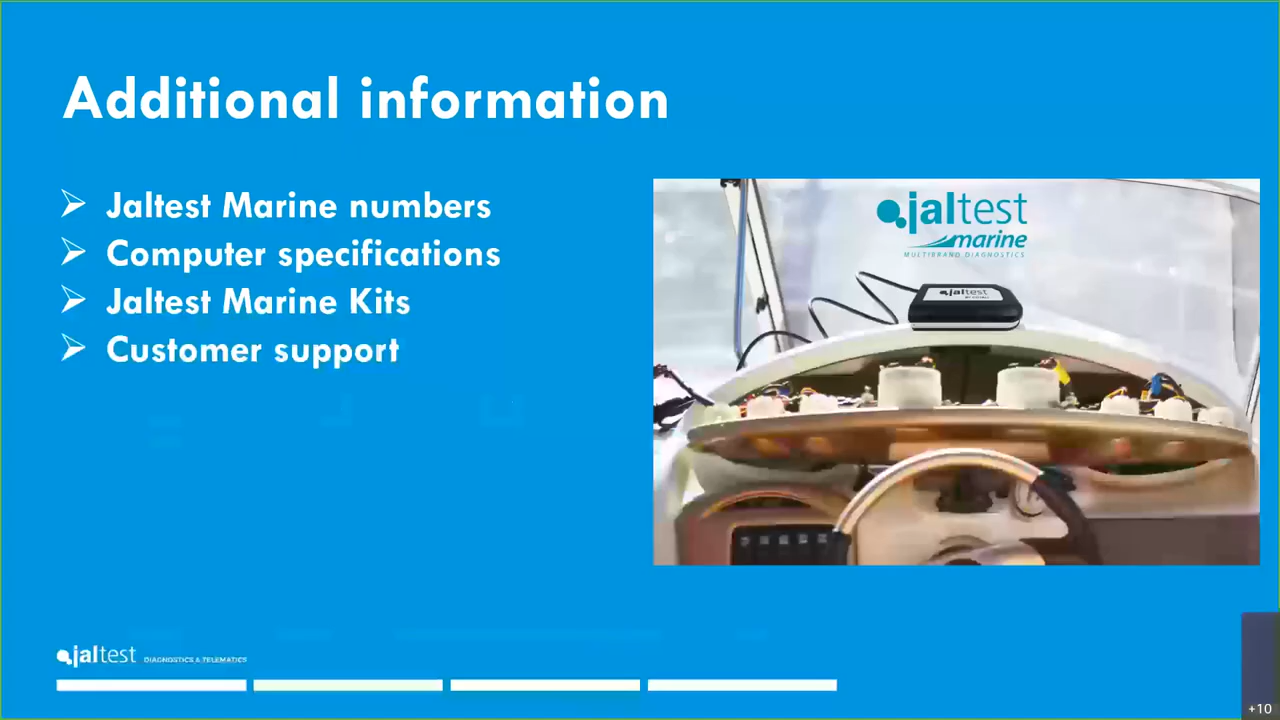 Additional information
Jaltest Marine numbers
Computer specifications
Jaltest Marine Kits
Customer support
jaltest
marine
MULTIBRAND DIAGNOSTICS
jaltest
jaltest DIAGNOSTICS & TELEMATICS
+10